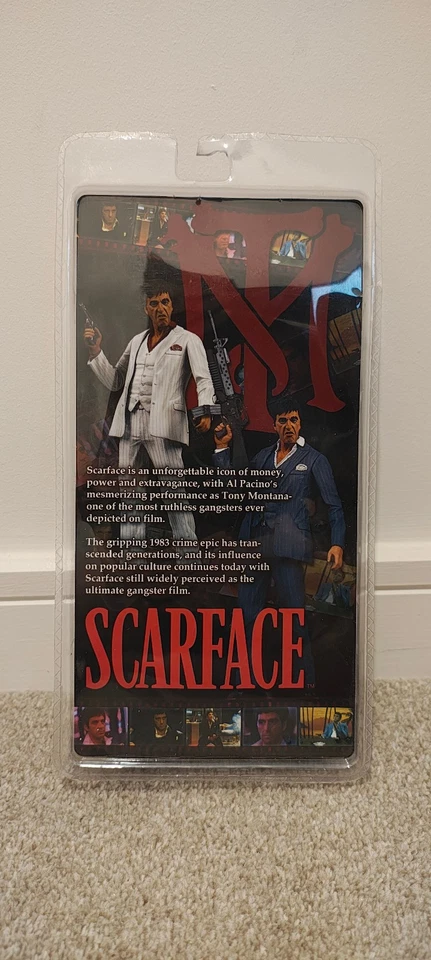 TM
Scarface is an unforgettable icon of money,
power and extravagance, with Al Pacino's
mesmerizing performance as Tony Montana-
one of the most ruthless gangsters ever
depicted on film.
The gripping 1983 crime epic has tran-
scended generations, and its influence
on popular culture continues today with
Scarface still widely perceived as the
ultimate gangster film.
SCARFACE